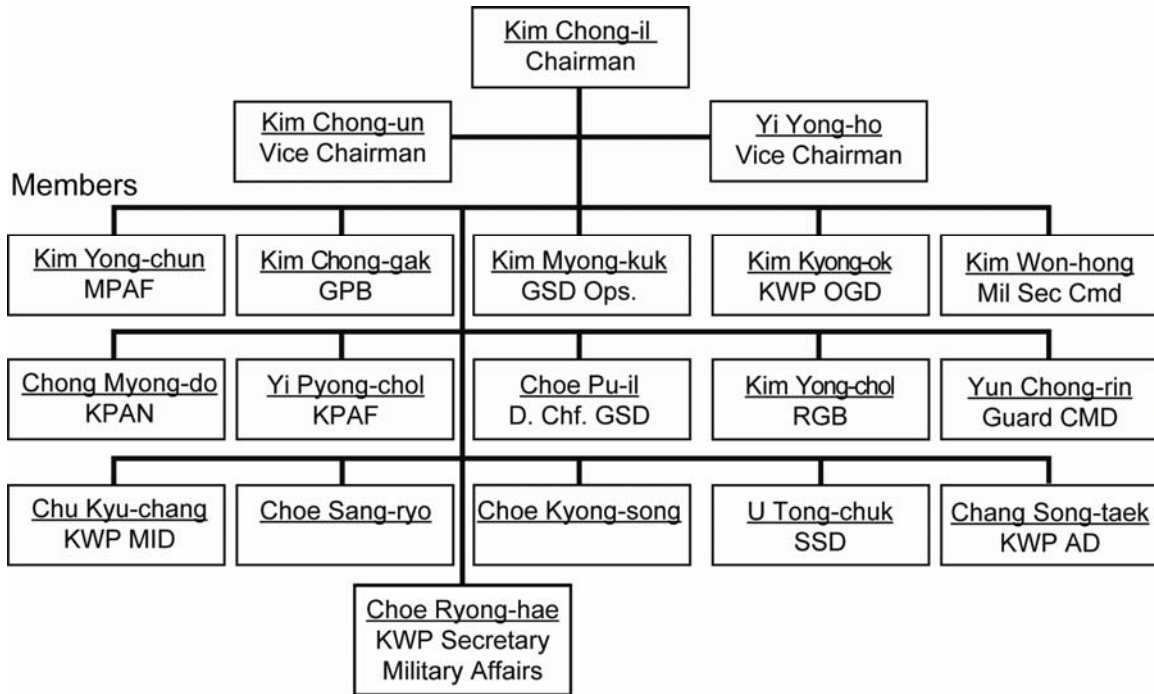 Kim Chong-il
Chairman
Kim Chong-un
Vice Chairman
Yi Yong-ho
Vice Chairman
Members
Kim Yong-chun
MPAF
Kim Chong-gak
GPB
Kim Myong-kuk
GSD Ops.
Kim Kyong-ok
KWP OGD
Kim Won-hong
Mil Sec Cmd
Chong Myong-do
KPAN
Yi Pyong-chol
KPAF
Choe Pu-il
D. Chf. GSD
Kim Yong-chol
RGB
Yun Chong-rin
Guard CMD
Chu Kyu-chang
KWP MID
Choe Sang-ryo
Choe Kyong-song
U Tong-chuk
SSD
Chang Song-taek
KWP AD
Choe Ryong-hae
KWP Secretary
Military Affairs